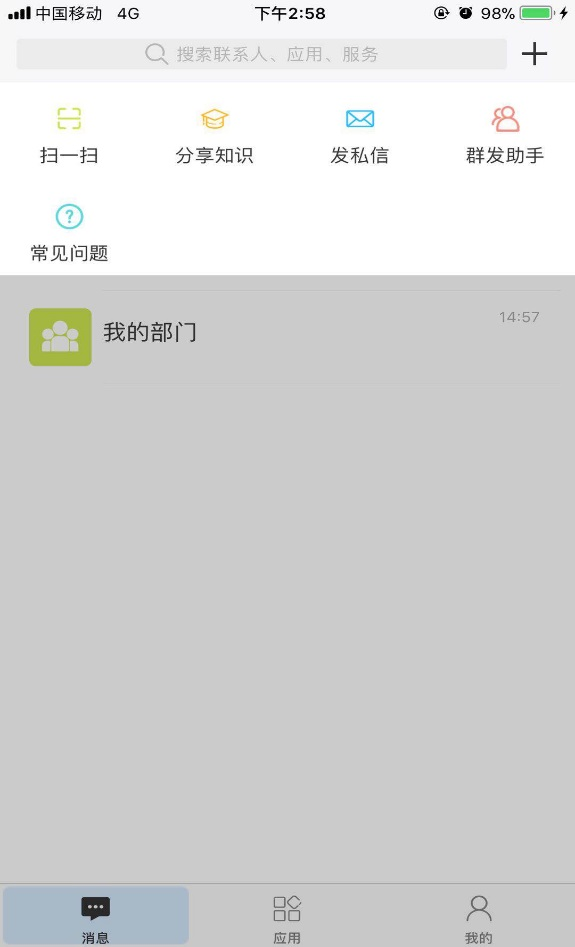 中国移动 4G 下午2:58 98%
搜索联系人、应用、服务
扫一扫 分享知识 发私信 群发助手
常见问题
我的部门 14:57
消息 应用 我的